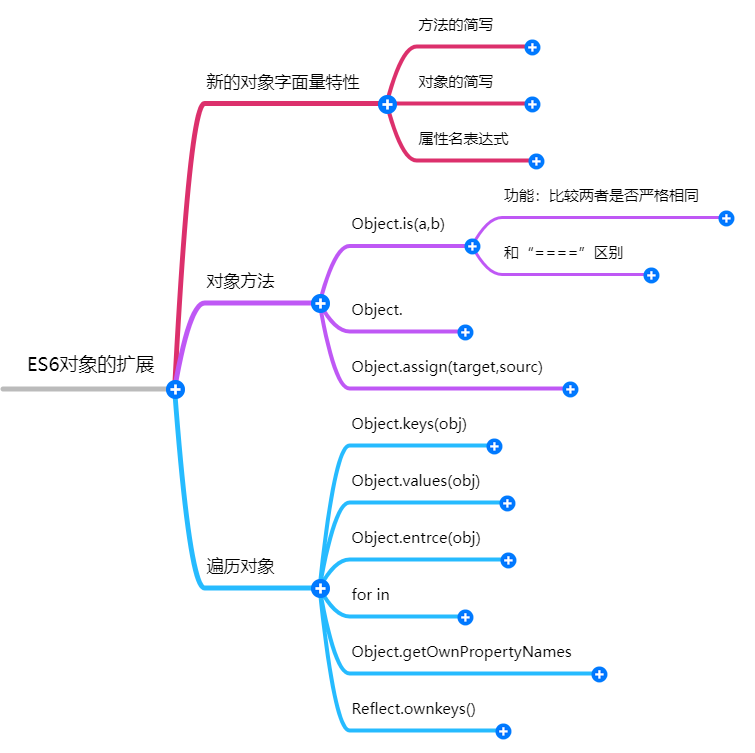 ES6对象的扩展
新的对象字面量特性
方法的简写
对象的简写
属性名表达式
对象方法
Object.is(a,b)
功能：比较两者是否严格相同
和“====”区别
Object.
Object.assign(target,sourc)
遍历对象
Object.keys(obj)
Object.values(obj)
Object.entrce(obj)
for in
Object.getOwnPropertyNames
Reflect.ownkeys()